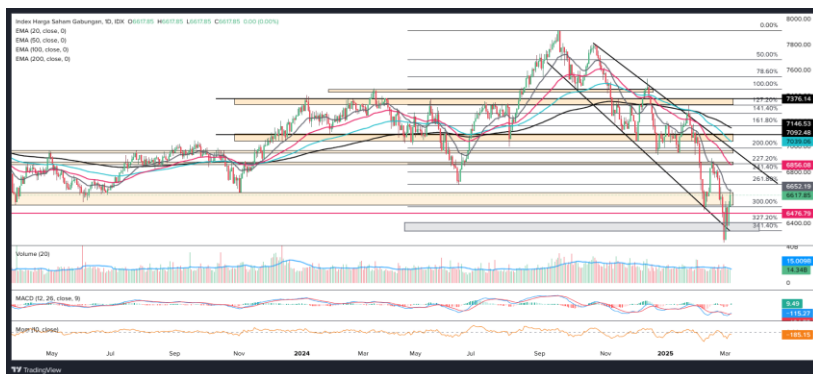 Index Harga Saham Gabungan, 1D, IDX O6617.85 H6617.85 L6617.85 C6617.85 0.00 (0.00%)
EMA (20, close, 0)
EMA (50, close, 0)
EMA (100, close, 0)
EMA (200, close, 0)
8000.00
0.00%
7800.00
50.00%
78.60%
100.00%
127.20%
7376.14
141.40%
161.80%
7146.53
7092.48
7039.06
200.00%
227.20%
6856.08
241.40%
6800.00
261.80%
6652.19
6617.85
300.00%
6476.79
327.20%
6400.00
341.40%
Volume (20)
40B
15.009B
14.34B
0
MACD (12, 26, close, 9)
9.49
-115.27
Mom (10, close)
-185.15
May Jul Sep Nov 2024 Mar May Jul Sep Nov 2025 Mar
TradingView